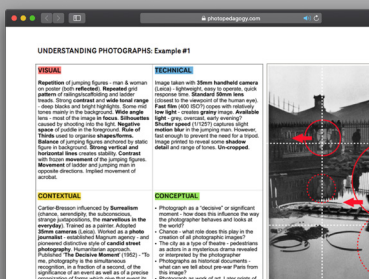 photopedagogy.com
UNDERSTANDING PHOTOGRAPHS: Example #1
VISUAL
Repetition of jumping figures - man & woman
on poster (both reflected). Repeated grid
pattern of railings/scaffolding and ladder
treads. Strong contrast and wide tonal range
- deep blacks and bright highlights. Some mid
tones mainly in the background. Wide angle
lens - most of the image in focus. Silhouettes
caused by shooting into the light. Negative
space of puddle in the foreground. Rule of
Thirds used to organise shapes/forms.
Balance of jumping figures anchored by static
figure in background. Strong vertical and
horizontal lines creates stability. Contrast
with frozen movement of the jumping figures.
Movement of ladder and jumping man in
opposite directions. Implied movement of
acrobat.
TECHNICAL
Image taken with 35mm handheld camera
(Leica) - lightweight, easy to operate, quick
response time. Standard 50mm lens
(closest to the viewpoint of the human eye).
Fast film (400 ISO?) copes with relatively
low light - creates grainy image. Available
light - grey, overcast, early evening?
Shutter speed (1/125?) captures slight
motion blur in the jumping man. However,
fast enough to prevent the need for a tripod.
Image printed to reveal some shadow
detail and range of tones. Un-cropped.
CONTEXTUAL
Cartier-Bresson influenced by Surrealism
(chance, serendipity, the subconscious,
strange juxtapositions, the marvellous in the
everyday). Trained as a painter. Adopted
35mm cameras (Leica). Worked as a photo
journalist - established Magnum agency - and
pioneered distinctive style of candid street
photography. Humanitarian approach.
Published 'The Decisive Moment' (1952) - "To
me, photography is the simultaneous
recognition, in a fraction of a second, of the
significance of an event as well as of a precise
CONCEPTUAL
- Photograph as a "decisive" or significant
moment - how does this influence the way
the photographer behaves and looks at
the world?
- Chance - what role does this play in the
creation of all photographic images?
- The city as a type of theatre - pedestrians
as actors in a mysterious drama revealed
or interpreted by the photographer
- Photographs as historical documents -
what can we tell about pre-war Paris from
this image?